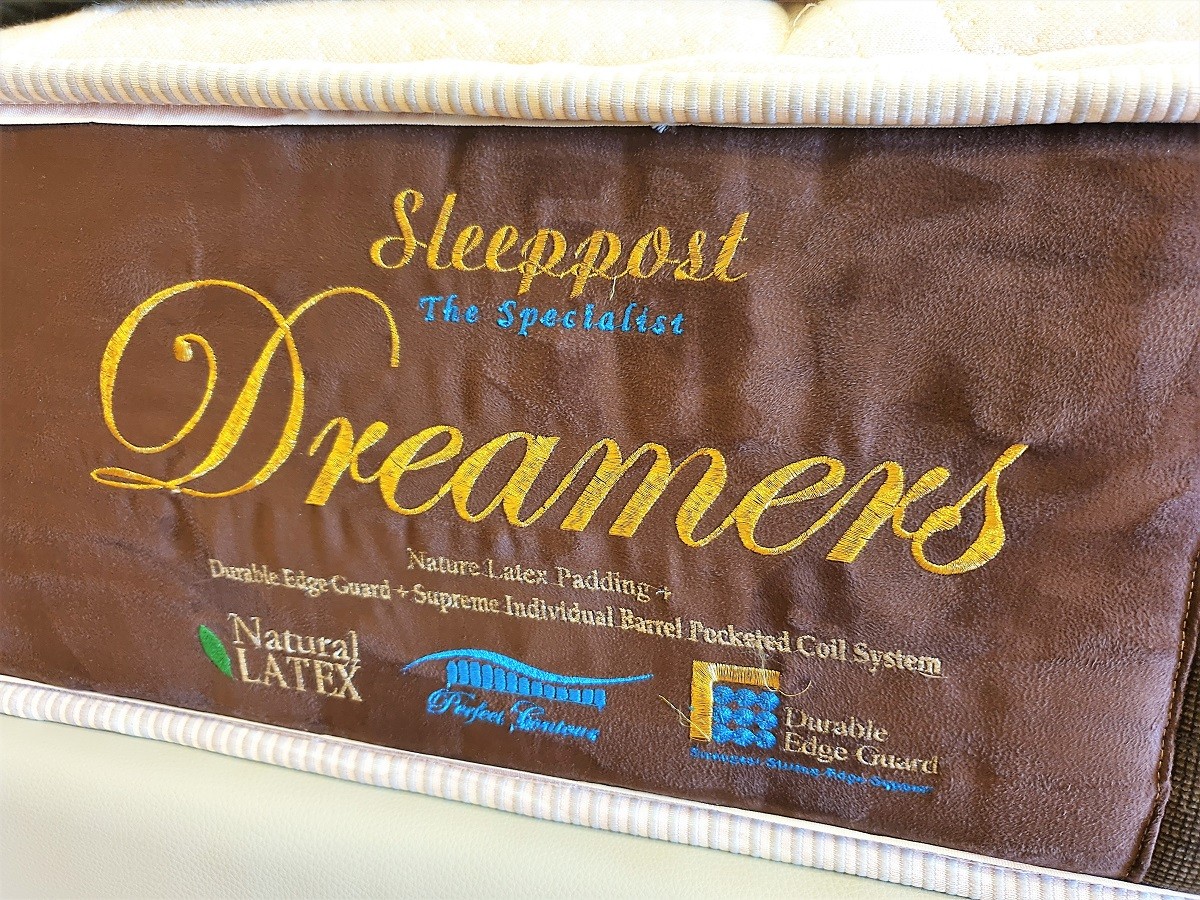 Sleeppost
The Specialist
Dreamers
Nature Latex Padding +
Durable Edge Guard + Supreme Individual Barrel Pocketed Coil System
Natural
LATEX
Perfect Contour
Durable
Edge Guard